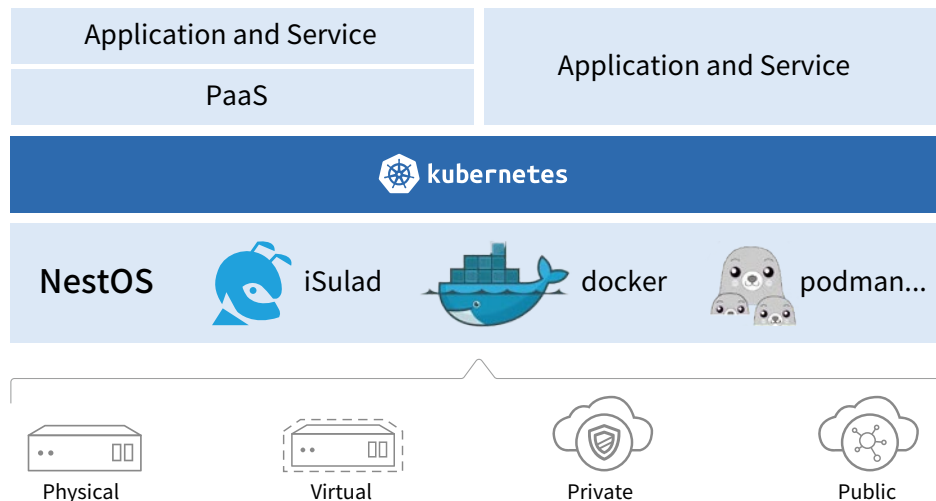 Application and Service
PaaS
Application and Service
kubernetes
NestOS
iSulad
docker
podman...
Physical
Virtual
Private
Public